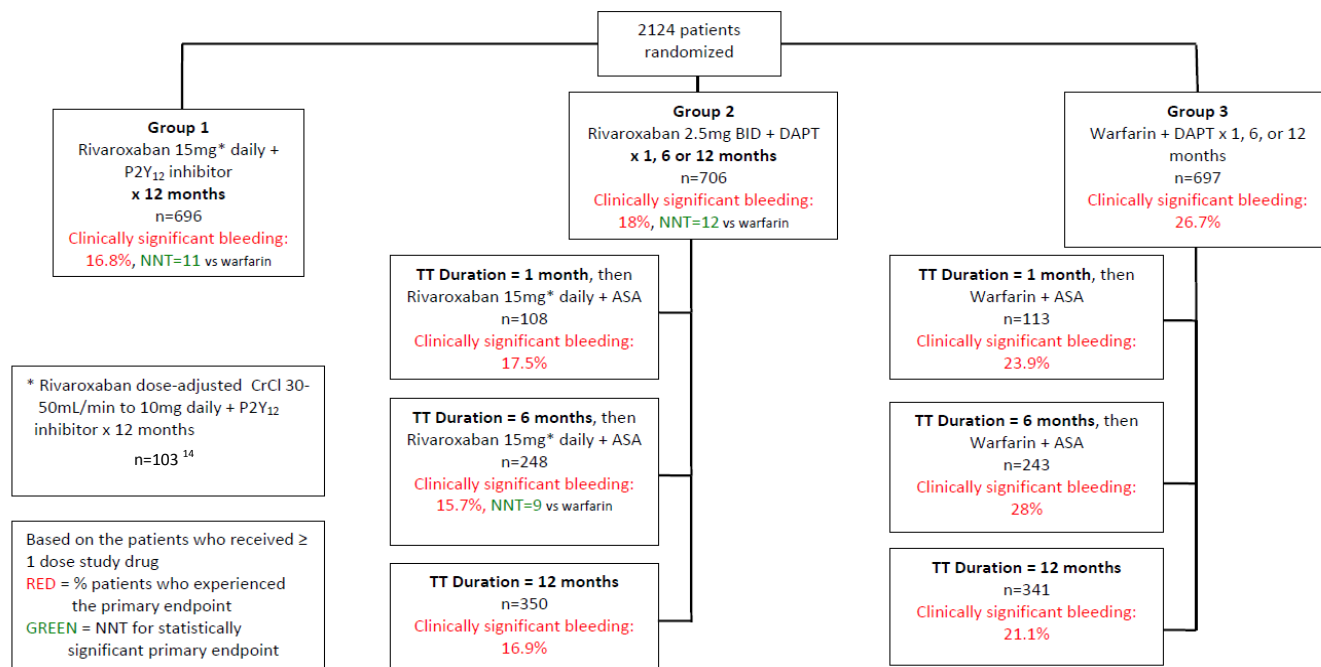 2124 patients
randomized
Group 1
Rivaroxaban 15mg* daily +
P2Y12 inhibitor
x 12 months
n=696
Clinically significant bleeding:
16.8%, NNT=11 vs warfarin
Group 2
Rivaroxaban 2.5mg BID + DAPT
x 1, 6 or 12 months
n=706
Clinically significant bleeding:
18%, NNT=12 vs warfarin
Group 3
Warfarin + DAPT x 1, 6, or 12
months
n=697
Clinically significant bleeding:
26.7%
TT Duration = 1 month, then
Rivaroxaban 15mg* daily + ASA
n=108
Clinically significant bleeding:
17.5%
TT Duration = 1 month, then
Warfarin + ASA
n=113
Clinically significant bleeding:
23.9%
* Rivaroxaban dose-adjusted CrCl 30-
50mL/min to 10mg daily + P2Y12
inhibitor x 12 months
n=103 14
TT Duration = 6 months, then
Rivaroxaban 15mg* daily + ASA
n=248
Clinically significant bleeding:
15.7%, NNT=9 vs warfarin
TT Duration = 6 months, then
Warfarin + ASA
n=243
Clinically significant bleeding:
28%
Based on the patients who received ≥
1 dose study drug
RED = % patients who experienced
the primary endpoint
GREEN = NNT for statistically
significant primary endpoint
TT Duration = 12 months
n=350
Clinically significant bleeding:
16.9%
TT Duration = 12 months
n=341
Clinically significant bleeding:
21.1%